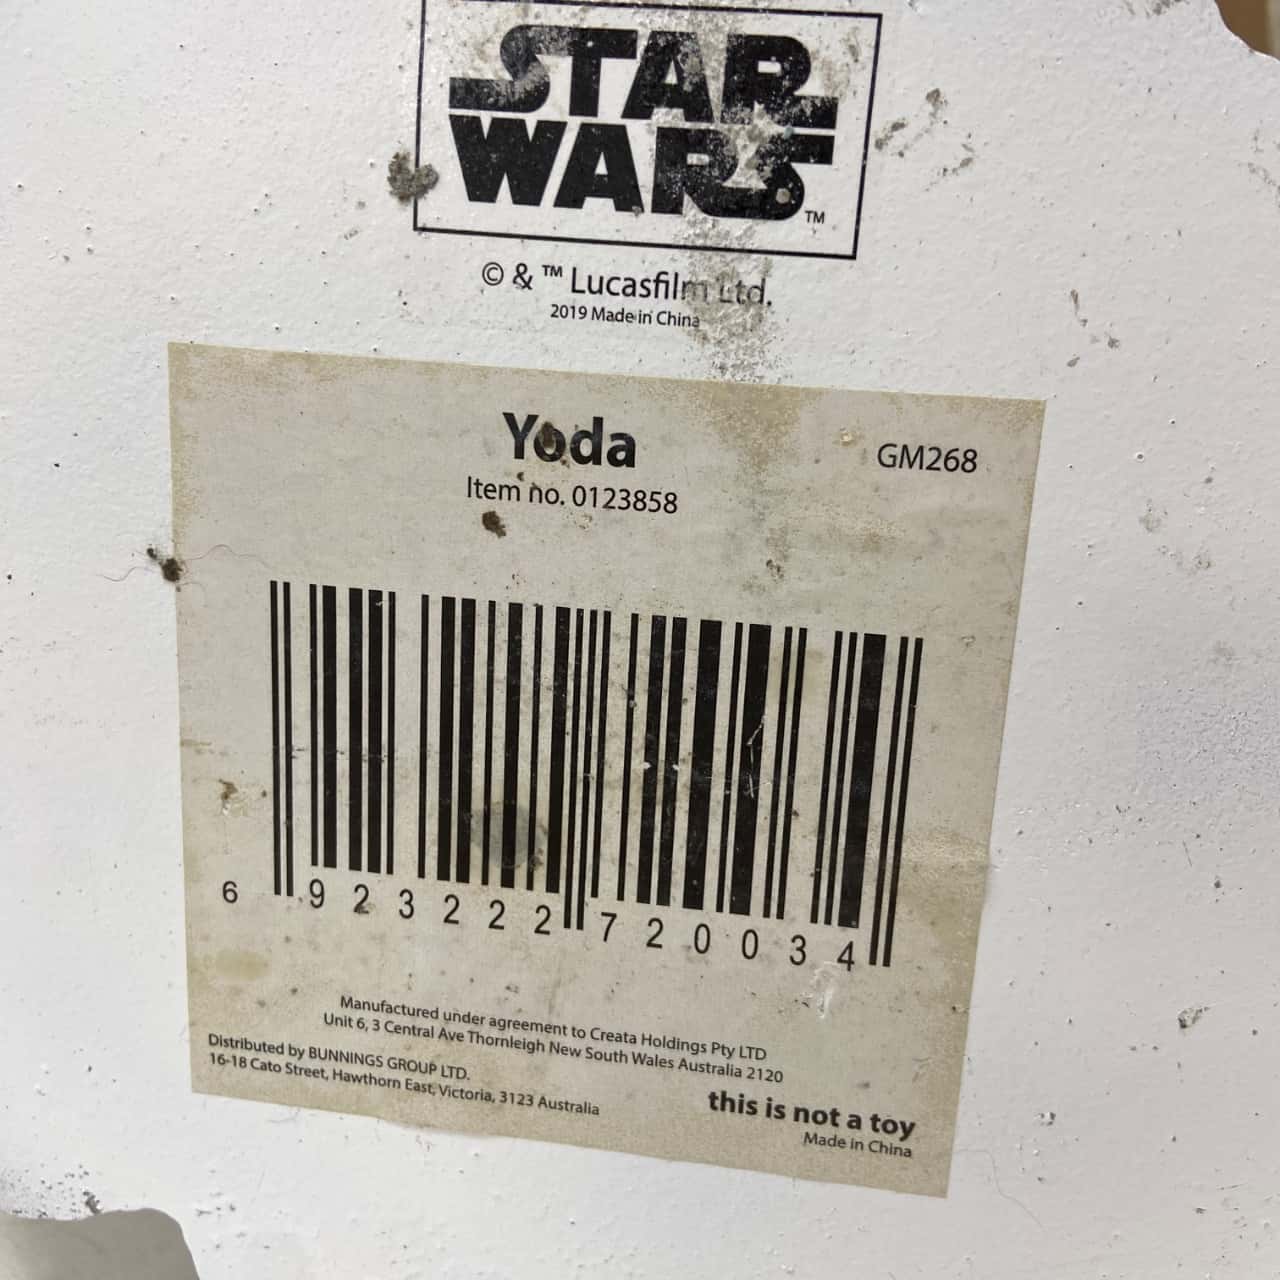 STAR
WARS™
© & ™ Lucasfilm Ltd.
2019 Made in China
Yoda
GM268
Item no. 0123858
6 923222 720034
Manufactured under agreement to Creata Holdings Pty LTD
Unit 6, 3 Central Ave Thornleigh New South Wales Australia 2120
Distributed by BUNNINGS GROUP LTD.
16-18 Cato Street, Hawthorn East, Victoria, 3123 Australia
this is not a toy
Made in China